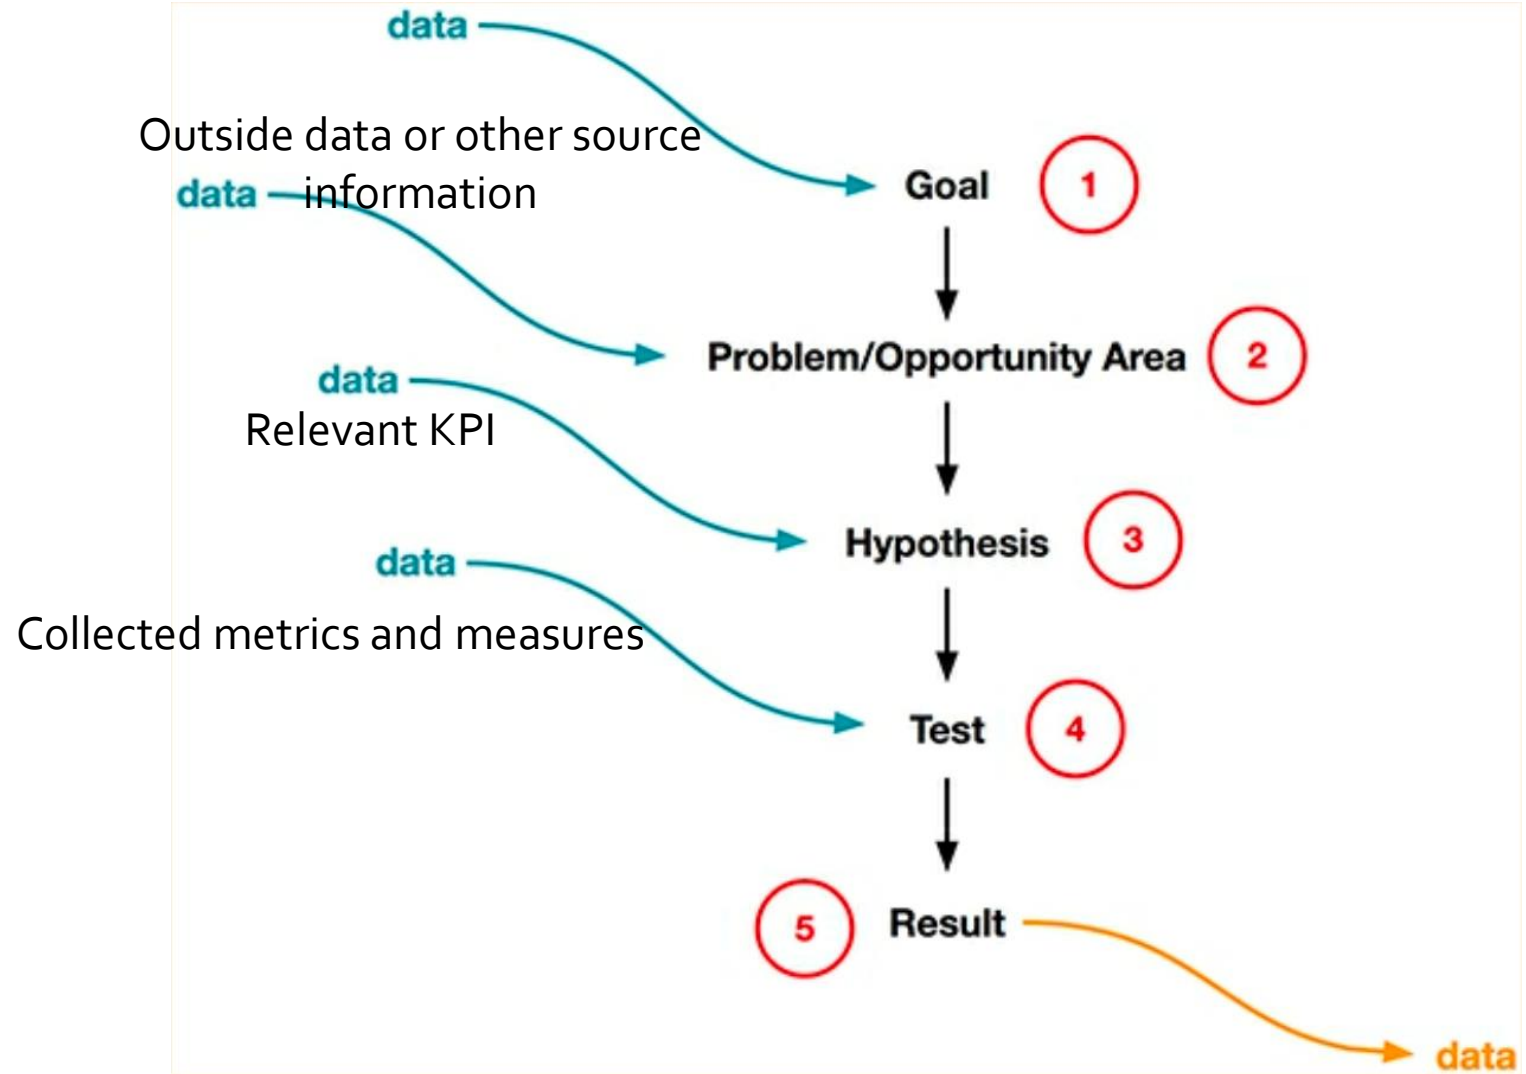 data
Outside data or other source
information
data
Goal
1
Problem/Opportunity Area
2
data
Relevant KPI
Hypothesis
3
data
Collected metrics and measures
Test
4
5
Result
data